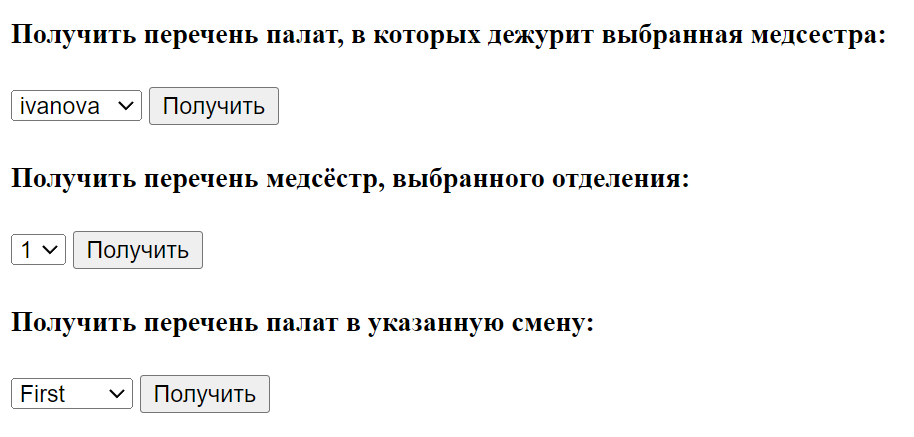 Получить перечень палат, в которых дежурит выбранная медсестра:
ivanova Получить
Получить перечень медсёстр, выбранного отделения:
1 Получить
Получить перечень палат в указанную смену:
First Получить